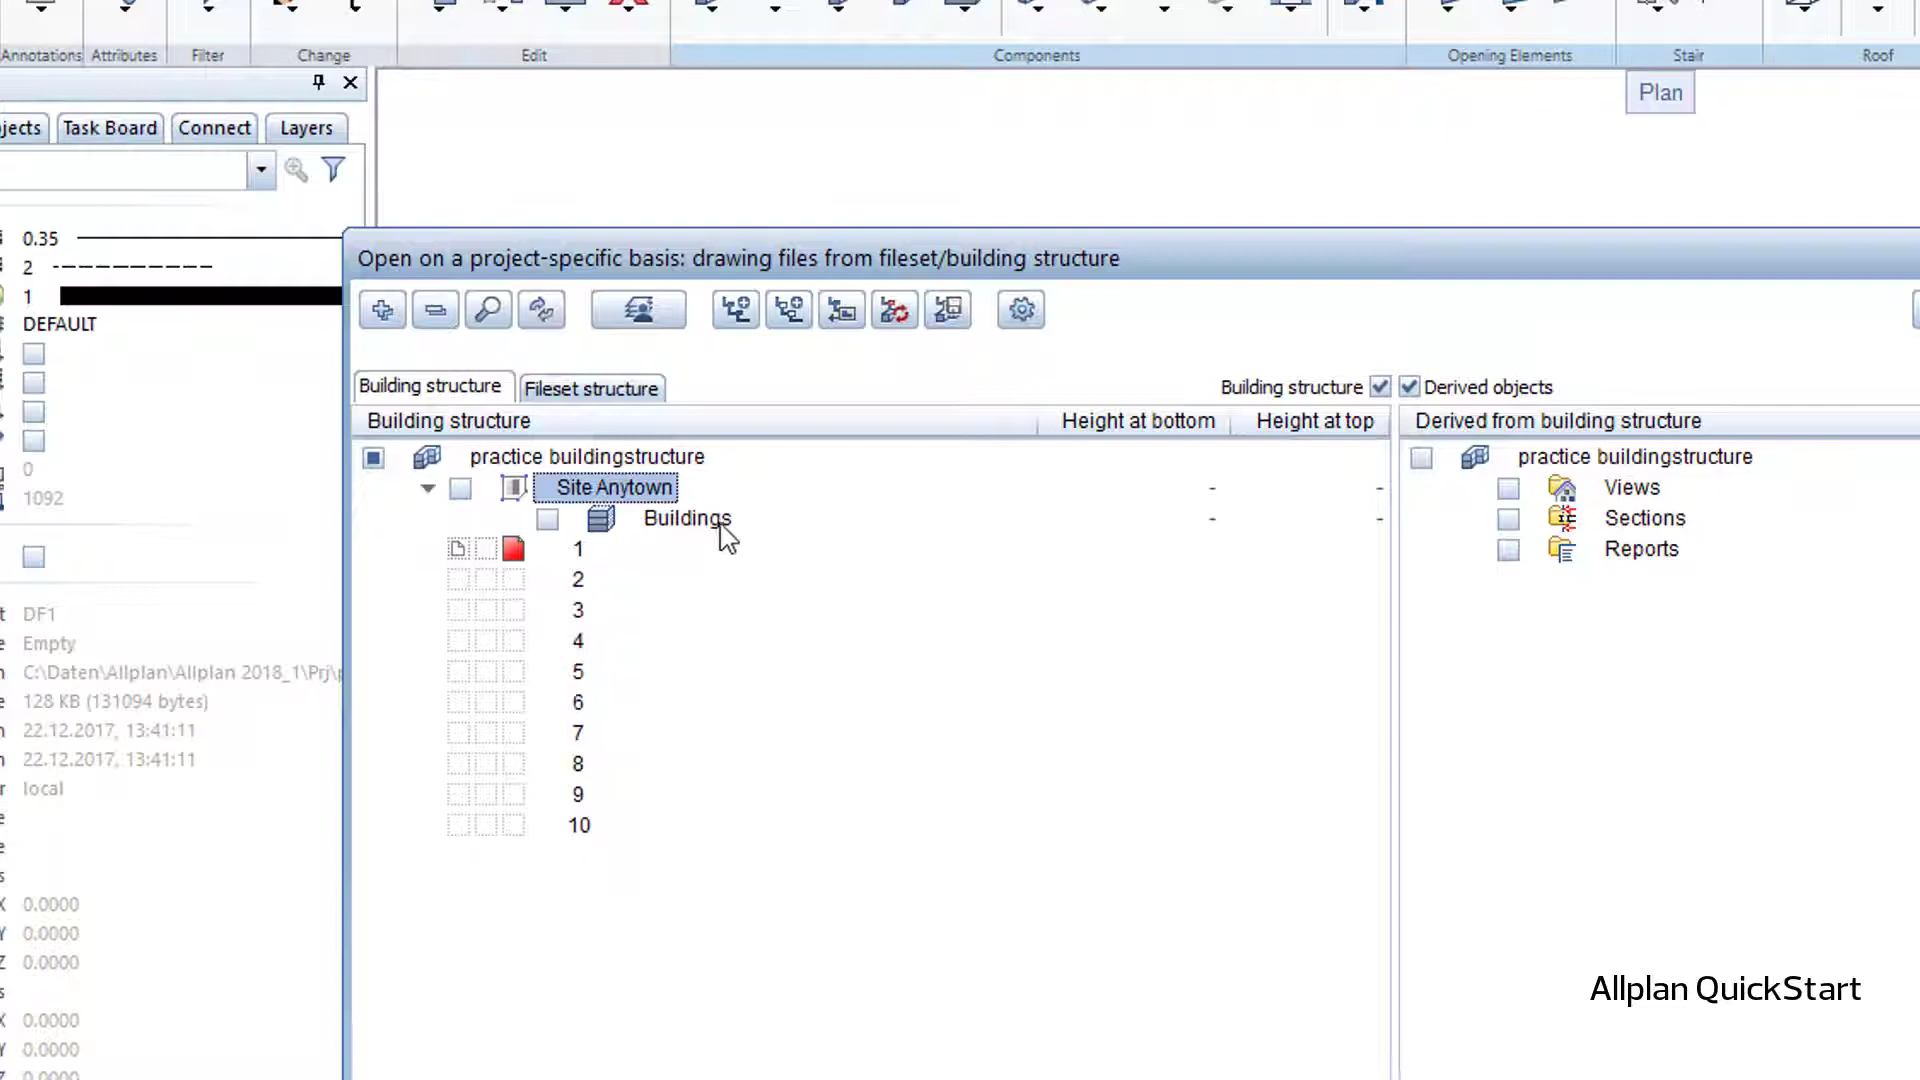 Annotations Attributes Filter Change Edit Components Opening Elements Stair Roof
Plan
jects Task Board Connect Layers
0.35
2
1
DEFAULT
0
1092
DF1
Empty
C:\Daten\Allplan\Allplan 2018_1\Prj\
128 KB (131094 bytes)
22.12.2017, 13:41:11
22.12.2017, 13:41:11
local
X 0.0000
Y 0.0000
Z 0.0000
X 0.0000
Y 0.0000
Z 0.0000
Open on a project-specific basis: drawing files from fileset/building structure
Building structure Fileset structure Building structure Derived objects
Building structure Height at bottom Height at top Derived from building structure
practice buildingstructure
Site Anytown - -
Buildings - -
1
2
3
4
5
6
7
8
9
10
practice buildingstructure
Views
Sections
Reports
Allplan QuickStart